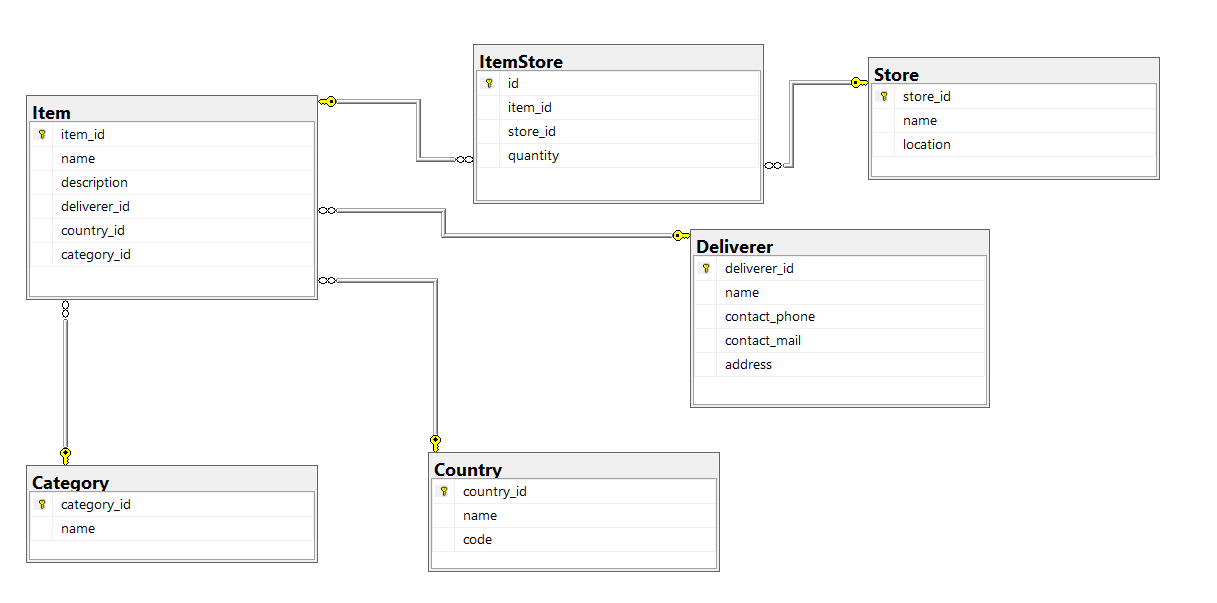 Item
item_id
name
description
deliverer_id
country_id
category_id
ItemStore
id
item_id
store_id
quantity
Store
store_id
name
location
Deliverer
deliverer_id
name
contact_phone
contact_mail
address
Category
category_id
name
Country
country_id
name
code